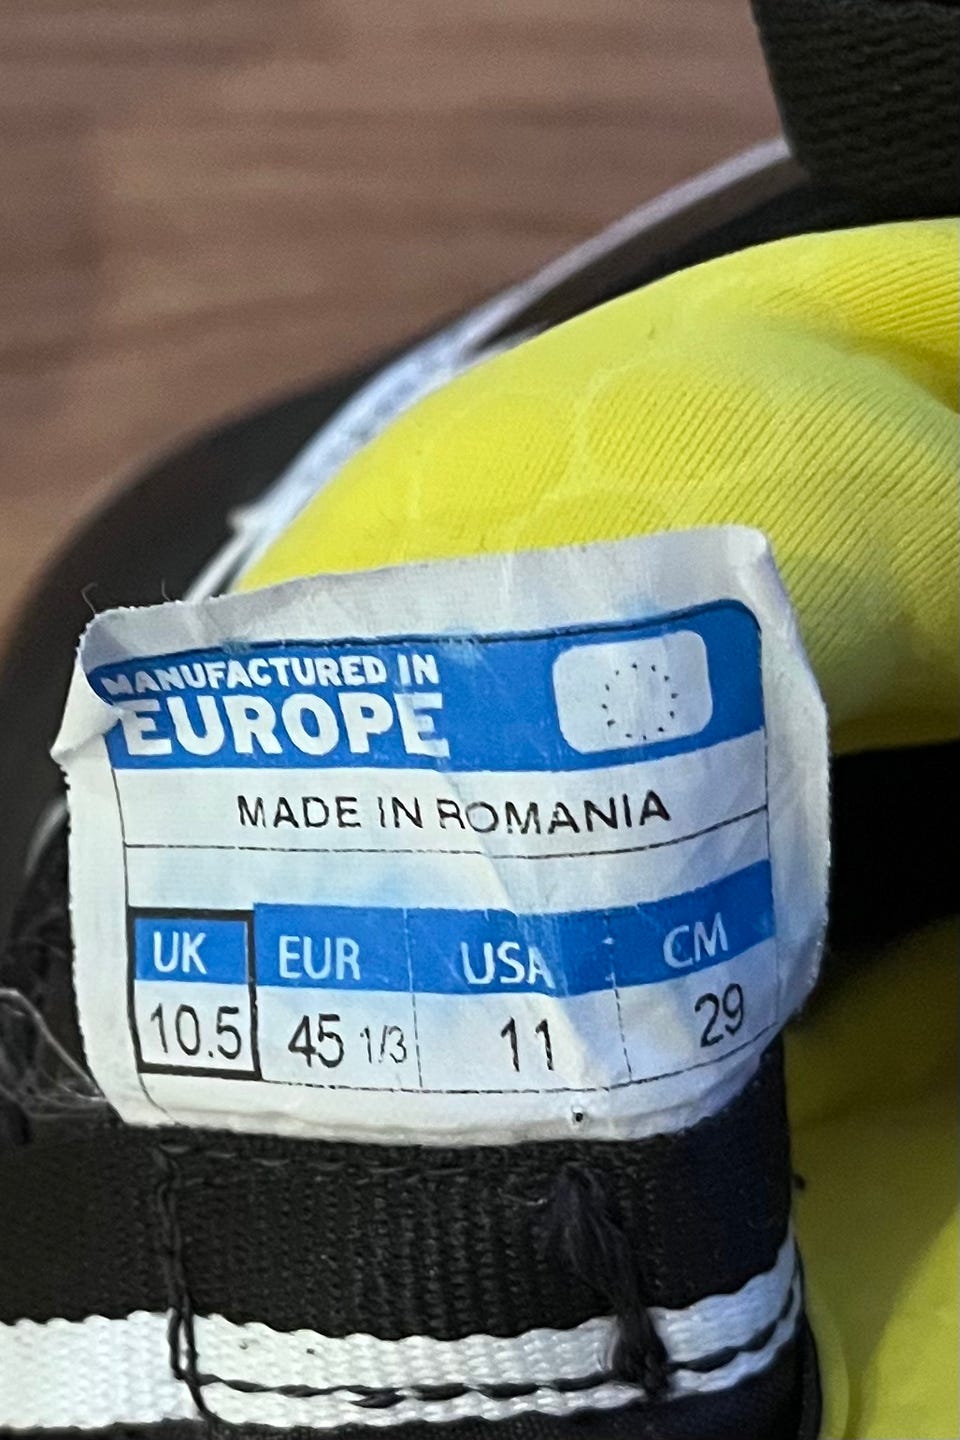 MANUFACTURED IN
EUROPE
MADE IN ROMANIA
UK EUR USA CM
10.5 45 1/3 11 29